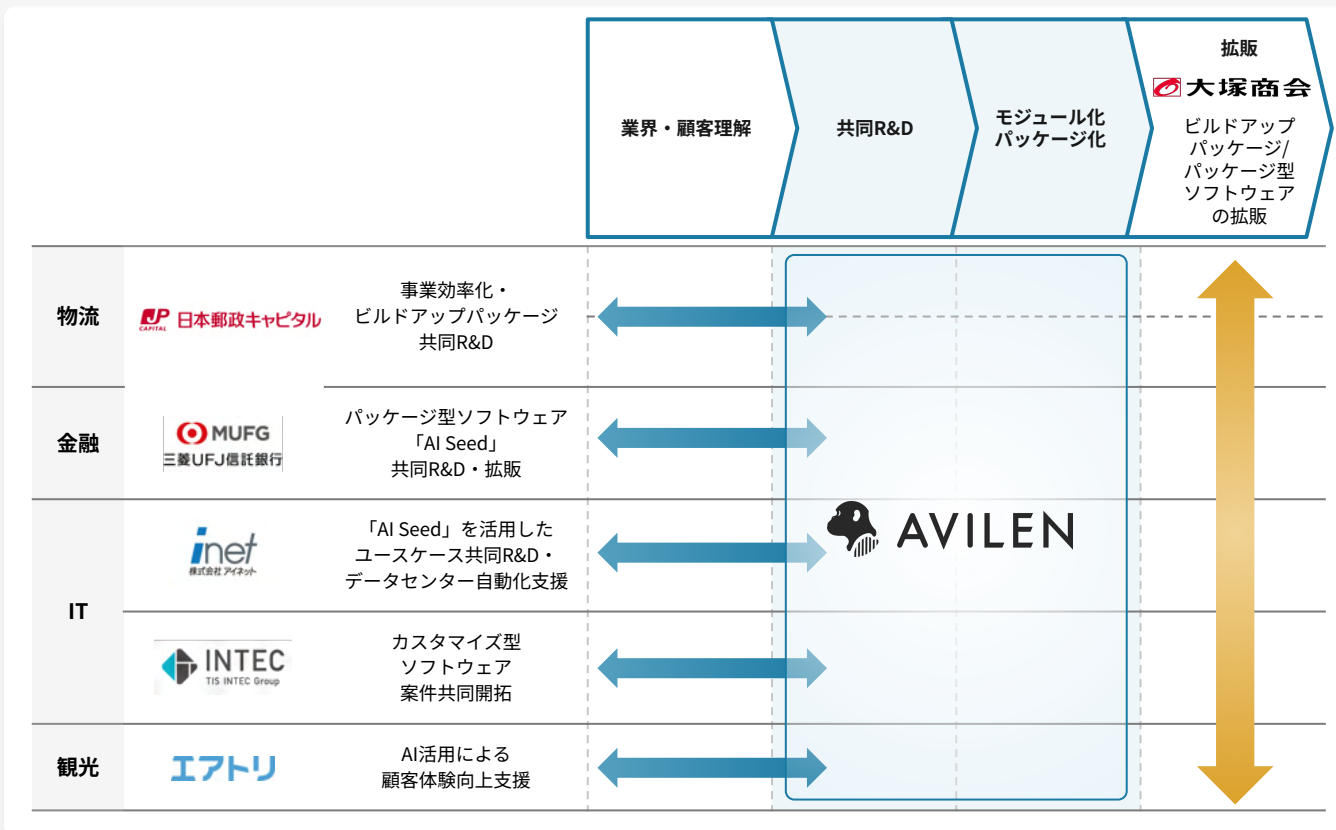 業界・顧客理解
共同R&D
モジュール化
パッケージ化
拡販
大塚商会
ビルドアップ
パッケージ/
パッケージ型
ソフトウェア
の拡販
物流
JP
CAPITAL
日本郵政キャピタル
事業効率化・
ビルドアップパッケージ
共同R&D
金融
MUFG
三菱UFJ信託銀行
パッケージ型ソフトウェア
「AI Seed」
共同R&D・拡販
IT
inet
株式会社 アイネット
「AI Seed」を活用した
ユースケース共同R&D・
データセンター自動化支援
AVILEN
INTEC
TIS INTEC Group
カスタマイズ型
ソフトウェア
案件共同開拓
観光
エアトリ
AI活用による
顧客体験向上支援